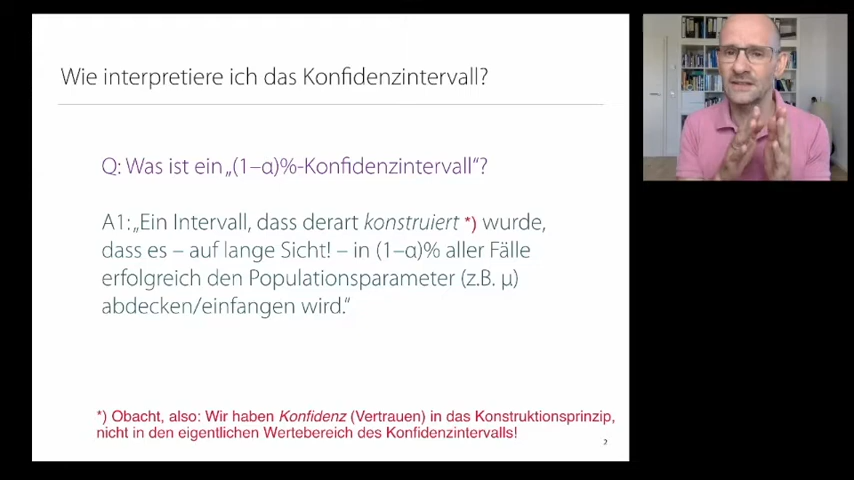 Wie interpretiere ich das Konfidenzintervall?
Q: Was ist ein „(1–α)%-Konfidenzintervall“?
A1: „Ein Intervall, dass derart konstruiert *) wurde,
dass es – auf lange Sicht! – in (1–α)% aller Fälle
erfolgreich den Populationsparameter (z.B. μ)
abdecken/einfangen wird.“
*) Obacht, also: Wir haben Konfidenz (Vertrauen) in das Konstruktionsprinzip,
nicht in den eigentlichen Wertebereich des Konfidenzintervalls!